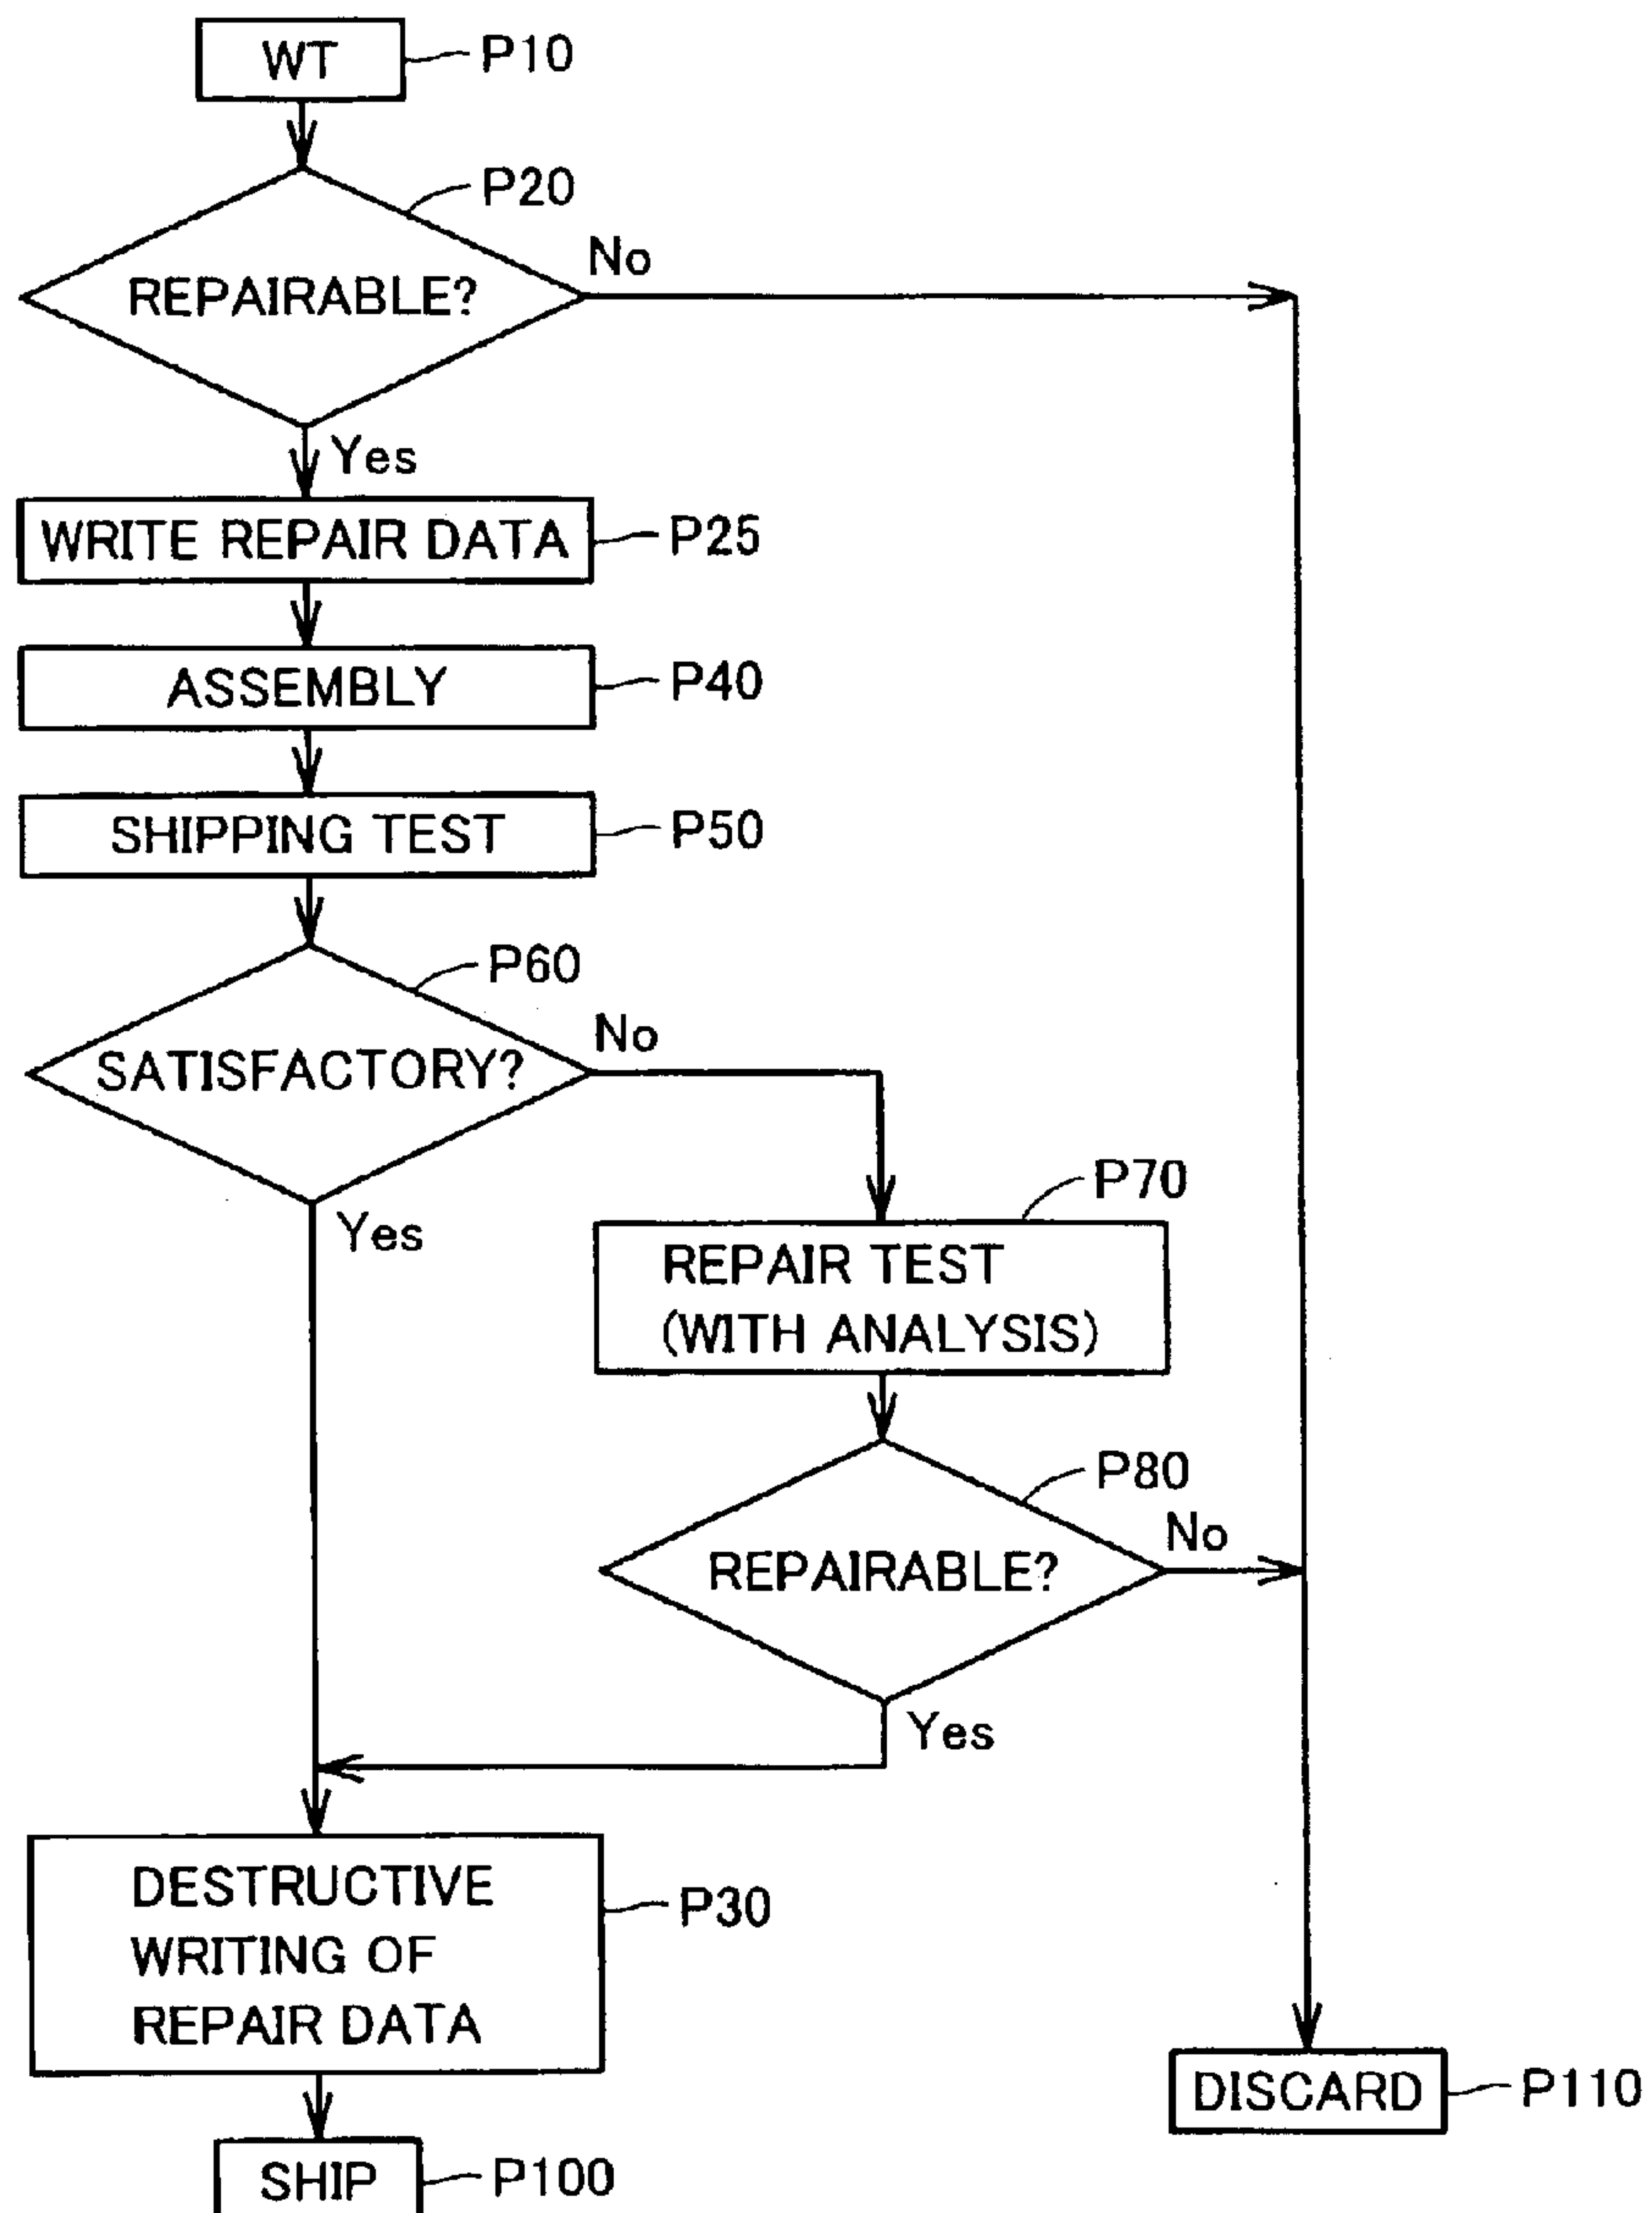 WT
P10
P20
REPAIRABLE?
No
Yes
WRITE REPAIR DATA
P25
ASSEMBLY
P40
SHIPPING TEST
P50
P60
SATISFACTORY?
No
Yes
P70
REPAIR TEST
(WITH ANALYSIS)
P80
REPAIRABLE?
No
Yes
DESTRUCTIVE
WRITING OF
REPAIR DATA
P30
DISCARD
P110
SHIP
P100